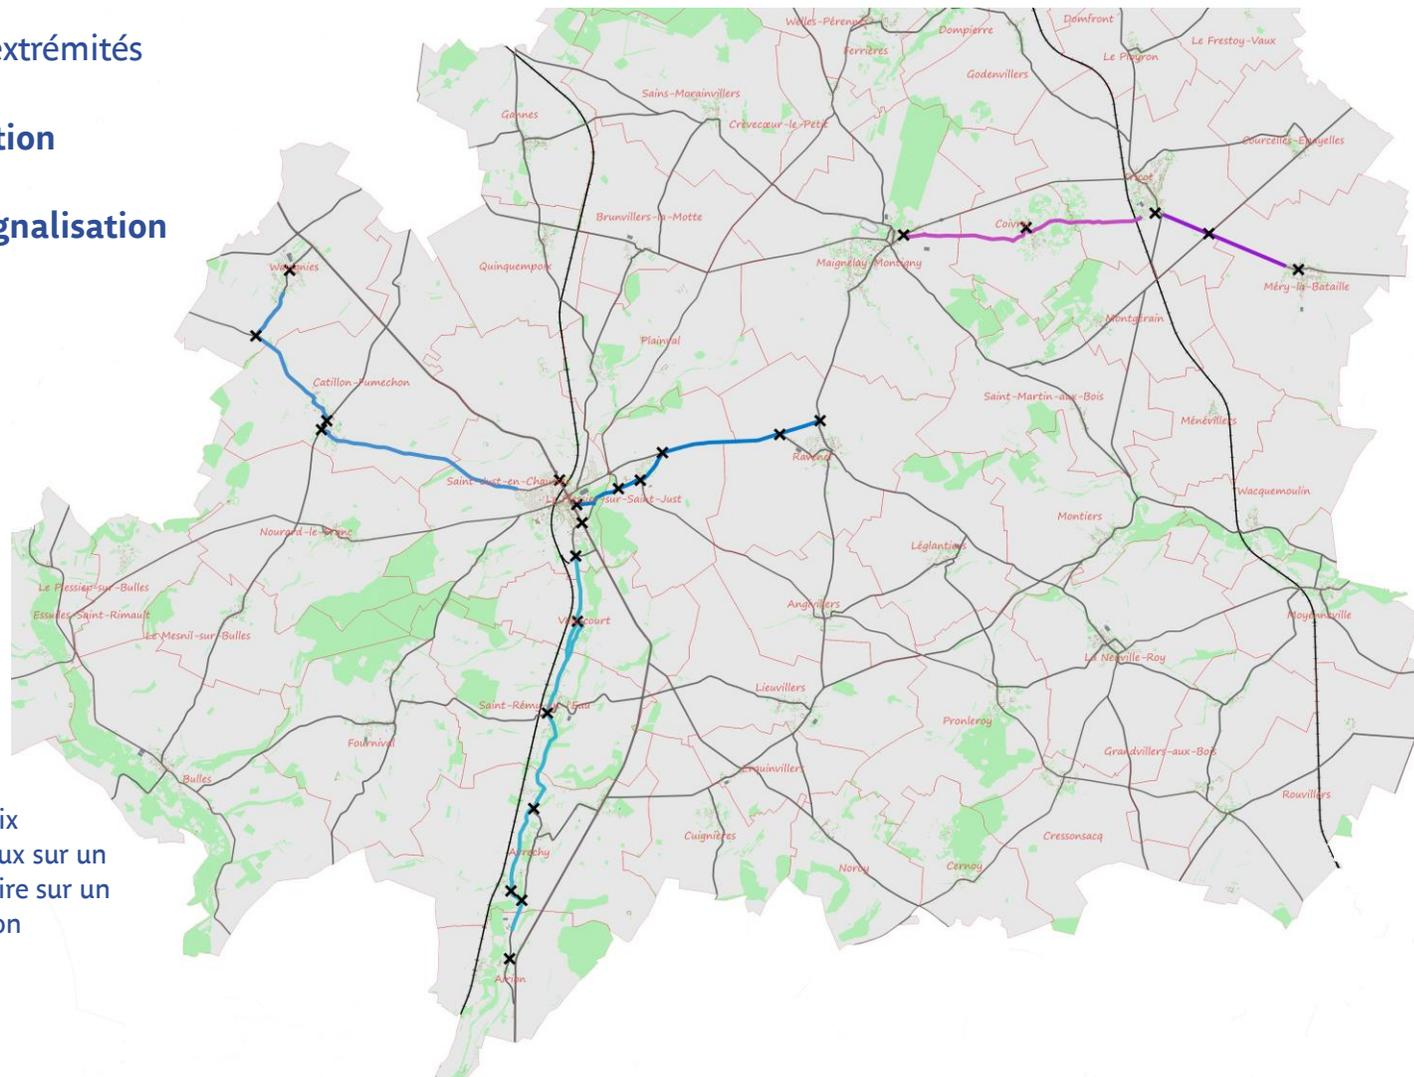 extrémités
tion
gnalisation
ix
ux sur un
ire sur un
on
Welles-Pérennes
Domfront
Dompierre
Ferrières
Le Ployron
Le Frestoy-Vaux
Godenvillers
Sains-Morainvillers
Gannes
Crèvecœur-le-Petit
Courcelles-Epayelles
Tricot
Brunvillers-la-Motte
Coivrel
Quinquempoix
Wavignies
Maignelay-Montigny
Méry-la-Bataille
Montgérain
Plainval
Catillon-Fumechon
Saint-Martin-aux-Bois
Ménévillers
Ravenel
Saint-Just-en-Chaussée
sur-Saint-Just
Wacquemoulin
Montiers
Nourard-le-Franc
Léglantiers
Le Plessier-sur-Bulles
Angivillers
Essuiles-Saint-Rimault
Moyenneville
Valescourt
Le Mesnil-sur-Bulles
La Neuville-Roy
Lieuvillers
Saint-Rémy-en-l'Eau
Pronleroy
Fournival
Grandvillers-aux-Bois
Erquinvillers
Bulles
Rouvillers
Cuignières
Cressonsacq
Avrechy
Noroy
Cernoy
Airion